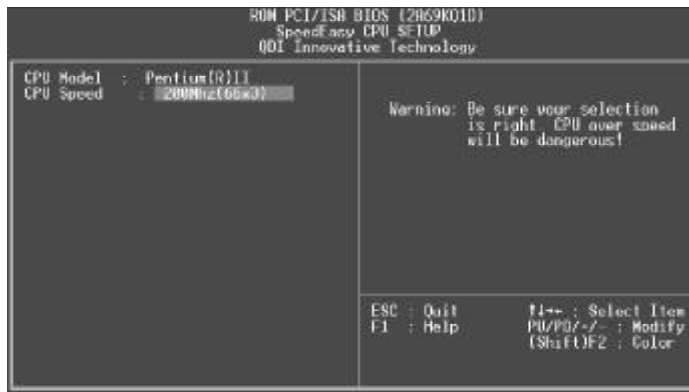 ROM PCI/ISA BIOS (2A69KQ1D)
SpeedEasy CPU SETUP
QDI Innovative Technology
CPU Model : Pentium(R)II
CPU Speed : 200Mhz(66x3)
Warning: Be sure your selection
is right CPU over speed
will be dangerous!
ESC : Quit
↑↓→← : Select Item
F1 : Help
PU/PD/+/- : Modify
(Shift)F2 : Color